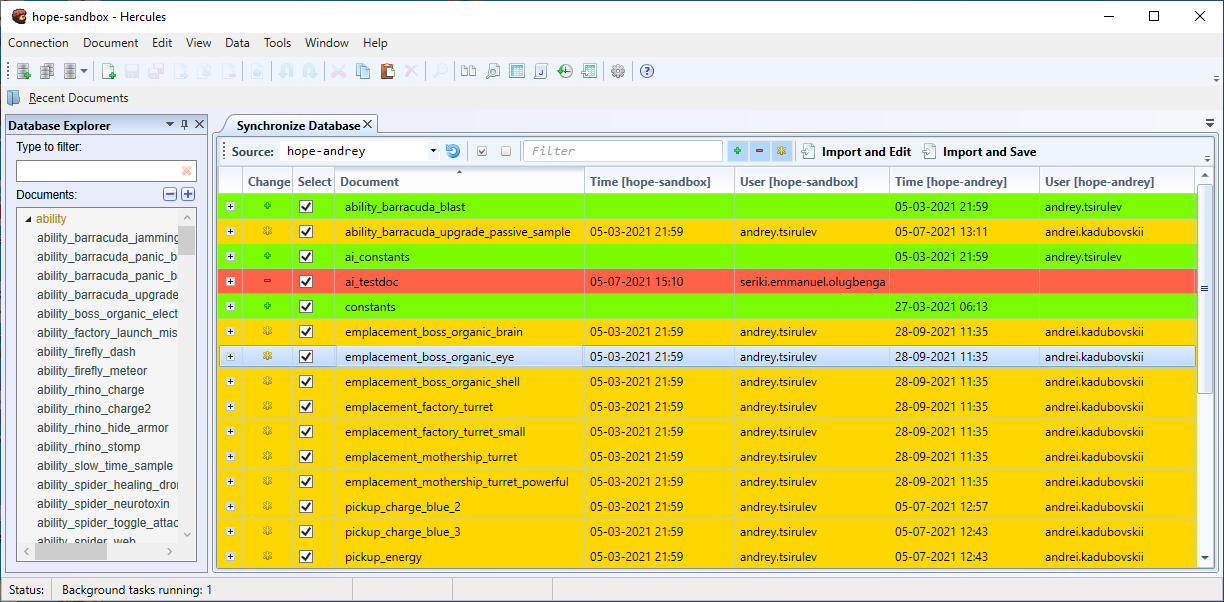 hope-sandbox - Hercules
Connection Document Edit View Data Tools Window Help
Recent Documents
Database Explorer
Type to filter:
Documents:
ability
ability_barracuda_jamming
ability_barracuda_panic_b
ability_barracuda_panic_b
ability_barracuda_upgrade
ability_boss_organic_elect
ability_factory_launch_mis
ability_firefly_dash
ability_firefly_meteor
ability_rhino_charge
ability_rhino_charge2
ability_rhino_hide_armor
ability_rhino_stomp
ability_slow_time_sample
ability_spider_healing_dro
ability_spider_neurotoxin
ability_spider_toggle_attac
ability_spider_web
Synchronize Database
Source: hope-andrey Filter Import and Edit Import and Save
Change Select Document Time [hope-sandbox] User [hope-sandbox] Time [hope-andrey] User [hope-andrey]
ability_barracuda_blast 05-03-2021 21:59 andrey.tsirulev
ability_barracuda_upgrade_passive_sample 05-03-2021 21:59 andrey.tsirulev 05-07-2021 13:11 andrei.kadubovskii
ai_constants 05-03-2021 21:59 andrey.tsirulev
ai_testdoc 05-07-2021 15:10 seriki.emmanuel.olugbenga
constants 27-03-2021 06:13
emplacement_boss_organic_brain 05-03-2021 21:59 andrey.tsirulev 28-09-2021 11:35 andrei.kadubovskii
emplacement_boss_organic_eye 05-03-2021 21:59 andrey.tsirulev 28-09-2021 11:35 andrei.kadubovskii
emplacement_boss_organic_shell 05-03-2021 21:59 andrey.tsirulev 28-09-2021 11:35 andrei.kadubovskii
emplacement_factory_turret 05-03-2021 21:59 andrey.tsirulev 28-09-2021 11:35 andrei.kadubovskii
emplacement_factory_turret_small 05-03-2021 21:59 andrey.tsirulev 28-09-2021 11:35 andrei.kadubovskii
emplacement_mothership_turret 05-03-2021 21:59 andrey.tsirulev 28-09-2021 11:35 andrei.kadubovskii
emplacement_mothership_turret_powerful 05-03-2021 21:59 andrey.tsirulev 28-09-2021 11:35 andrei.kadubovskii
pickup_charge_blue_2 05-03-2021 21:59 andrey.tsirulev 05-07-2021 12:57 andrei.kadubovskii
pickup_charge_blue_3 05-03-2021 21:59 andrey.tsirulev 05-07-2021 12:43 andrei.kadubovskii
pickup_energy 05-03-2021 21:59 andrey.tsirulev 05-07-2021 12:43 andrei.kadubovskii
Status: Background tasks running: 1